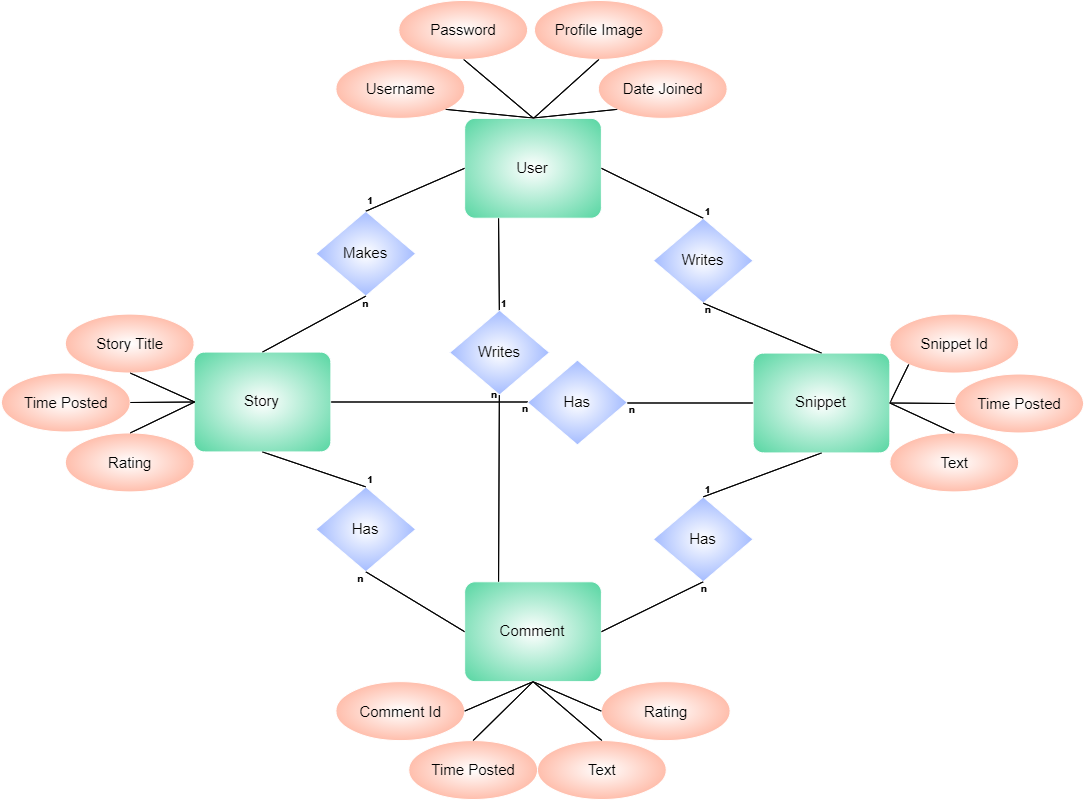 Password
Profile Image
Username
Date Joined
User
1
1
Makes
Writes
n
1
n
Story Title
Writes
Snippet Id
n
Time Posted
Story
n
Has
n
Snippet
Time Posted
Rating
Text
1
1
Has
Has
n
n
Comment
Comment Id
Rating
Time Posted
Text